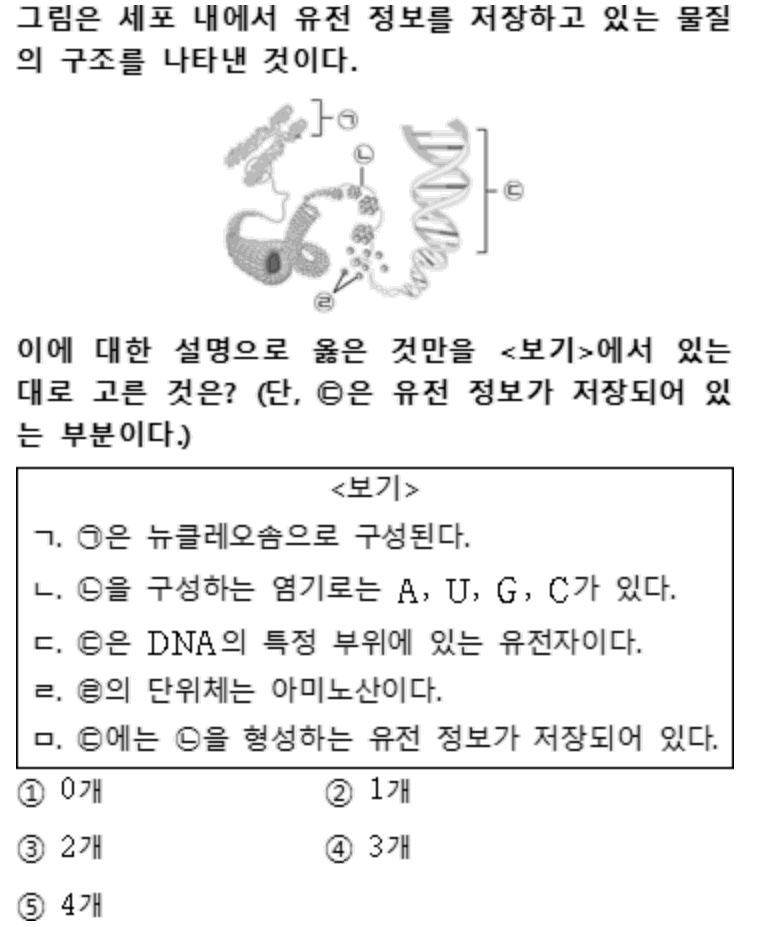 그림은 세포 내에서 유전 정보를 저장하고 있는 물질
의 구조를 나타낸 것이다.
㉠
㉡
㉢
㉣
이에 대한 설명으로 옳은 것만을 <보기>에서 있는
대로 고른 것은? (단, ㉢은 유전 정보가 저장되어 있
는 부분이다.)
<보기>
ㄱ. ㉠은 뉴클레오솜으로 구성된다.
ㄴ. ㉡을 구성하는 염기로는 A, U, G, C가 있다.
ㄷ. ㉢은 DNA의 특정 부위에 있는 유전자이다.
ㄹ. ㉣의 단위체는 아미노산이다.
ㅁ. ㉢에는 ㉡을 형성하는 유전 정보가 저장되어 있다.
① 0개 ② 1개
③ 2개 ④ 3개
⑤ 4개